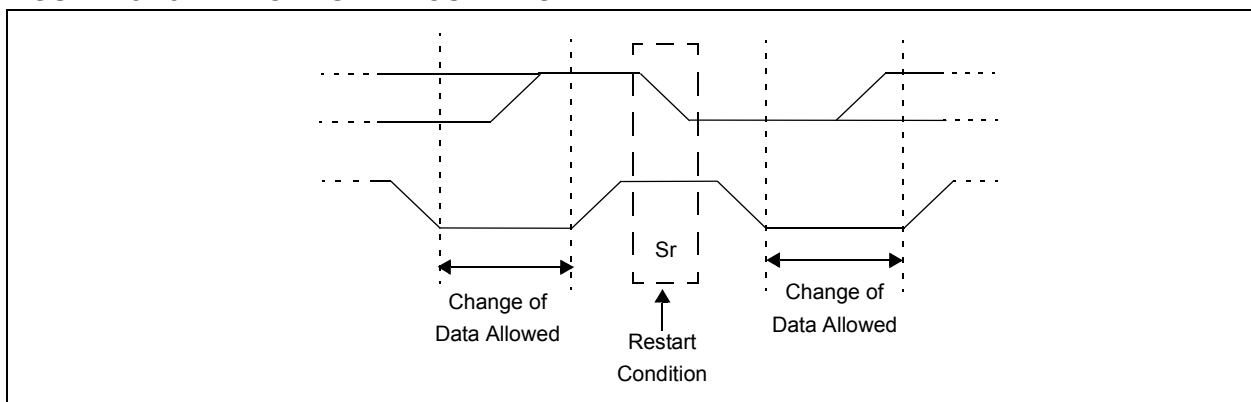 Sr
Change of
Data Allowed
Restart
Condition
Change of
Data Allowed